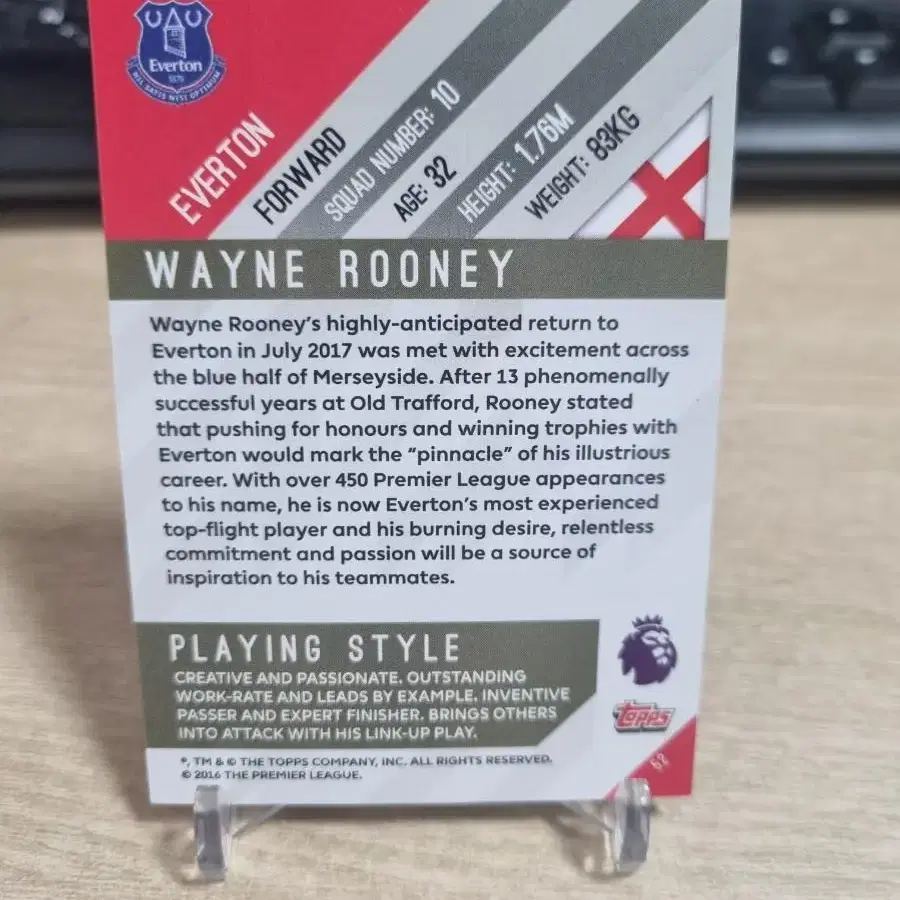 Everton
1878
NIL SATIS NISI OPTIMUM
EVERTON
FORWARD
SQUAD NUMBER: 10
AGE: 32
HEIGHT: 1.76M
WEIGHT: 83KG
WAYNE ROONEY
Wayne Rooney's highly-anticipated return to
Everton in July 2017 was met with excitement across
the blue half of Merseyside. After 13 phenomenally
successful years at Old Trafford, Rooney stated
that pushing for honours and winning trophies with
Everton would mark the "pinnacle" of his illustrious
career. With over 450 Premier League appearances
to his name, he is now Everton's most experienced
top-flight player and his burning desire, relentless
commitment and passion will be a source of
inspiration to his teammates.
PLAYING STYLE
CREATIVE AND PASSIONATE. OUTSTANDING
WORK-RATE AND LEADS BY EXAMPLE. INVENTIVE
PASSER AND EXPERT FINISHER. BRINGS OTHERS
INTO ATTACK WITH HIS LINK-UP PLAY.
Topps
®, TM & © THE TOPPS COMPANY, INC. ALL RIGHTS RESERVED.
© 2016 THE PREMIER LEAGUE.
52